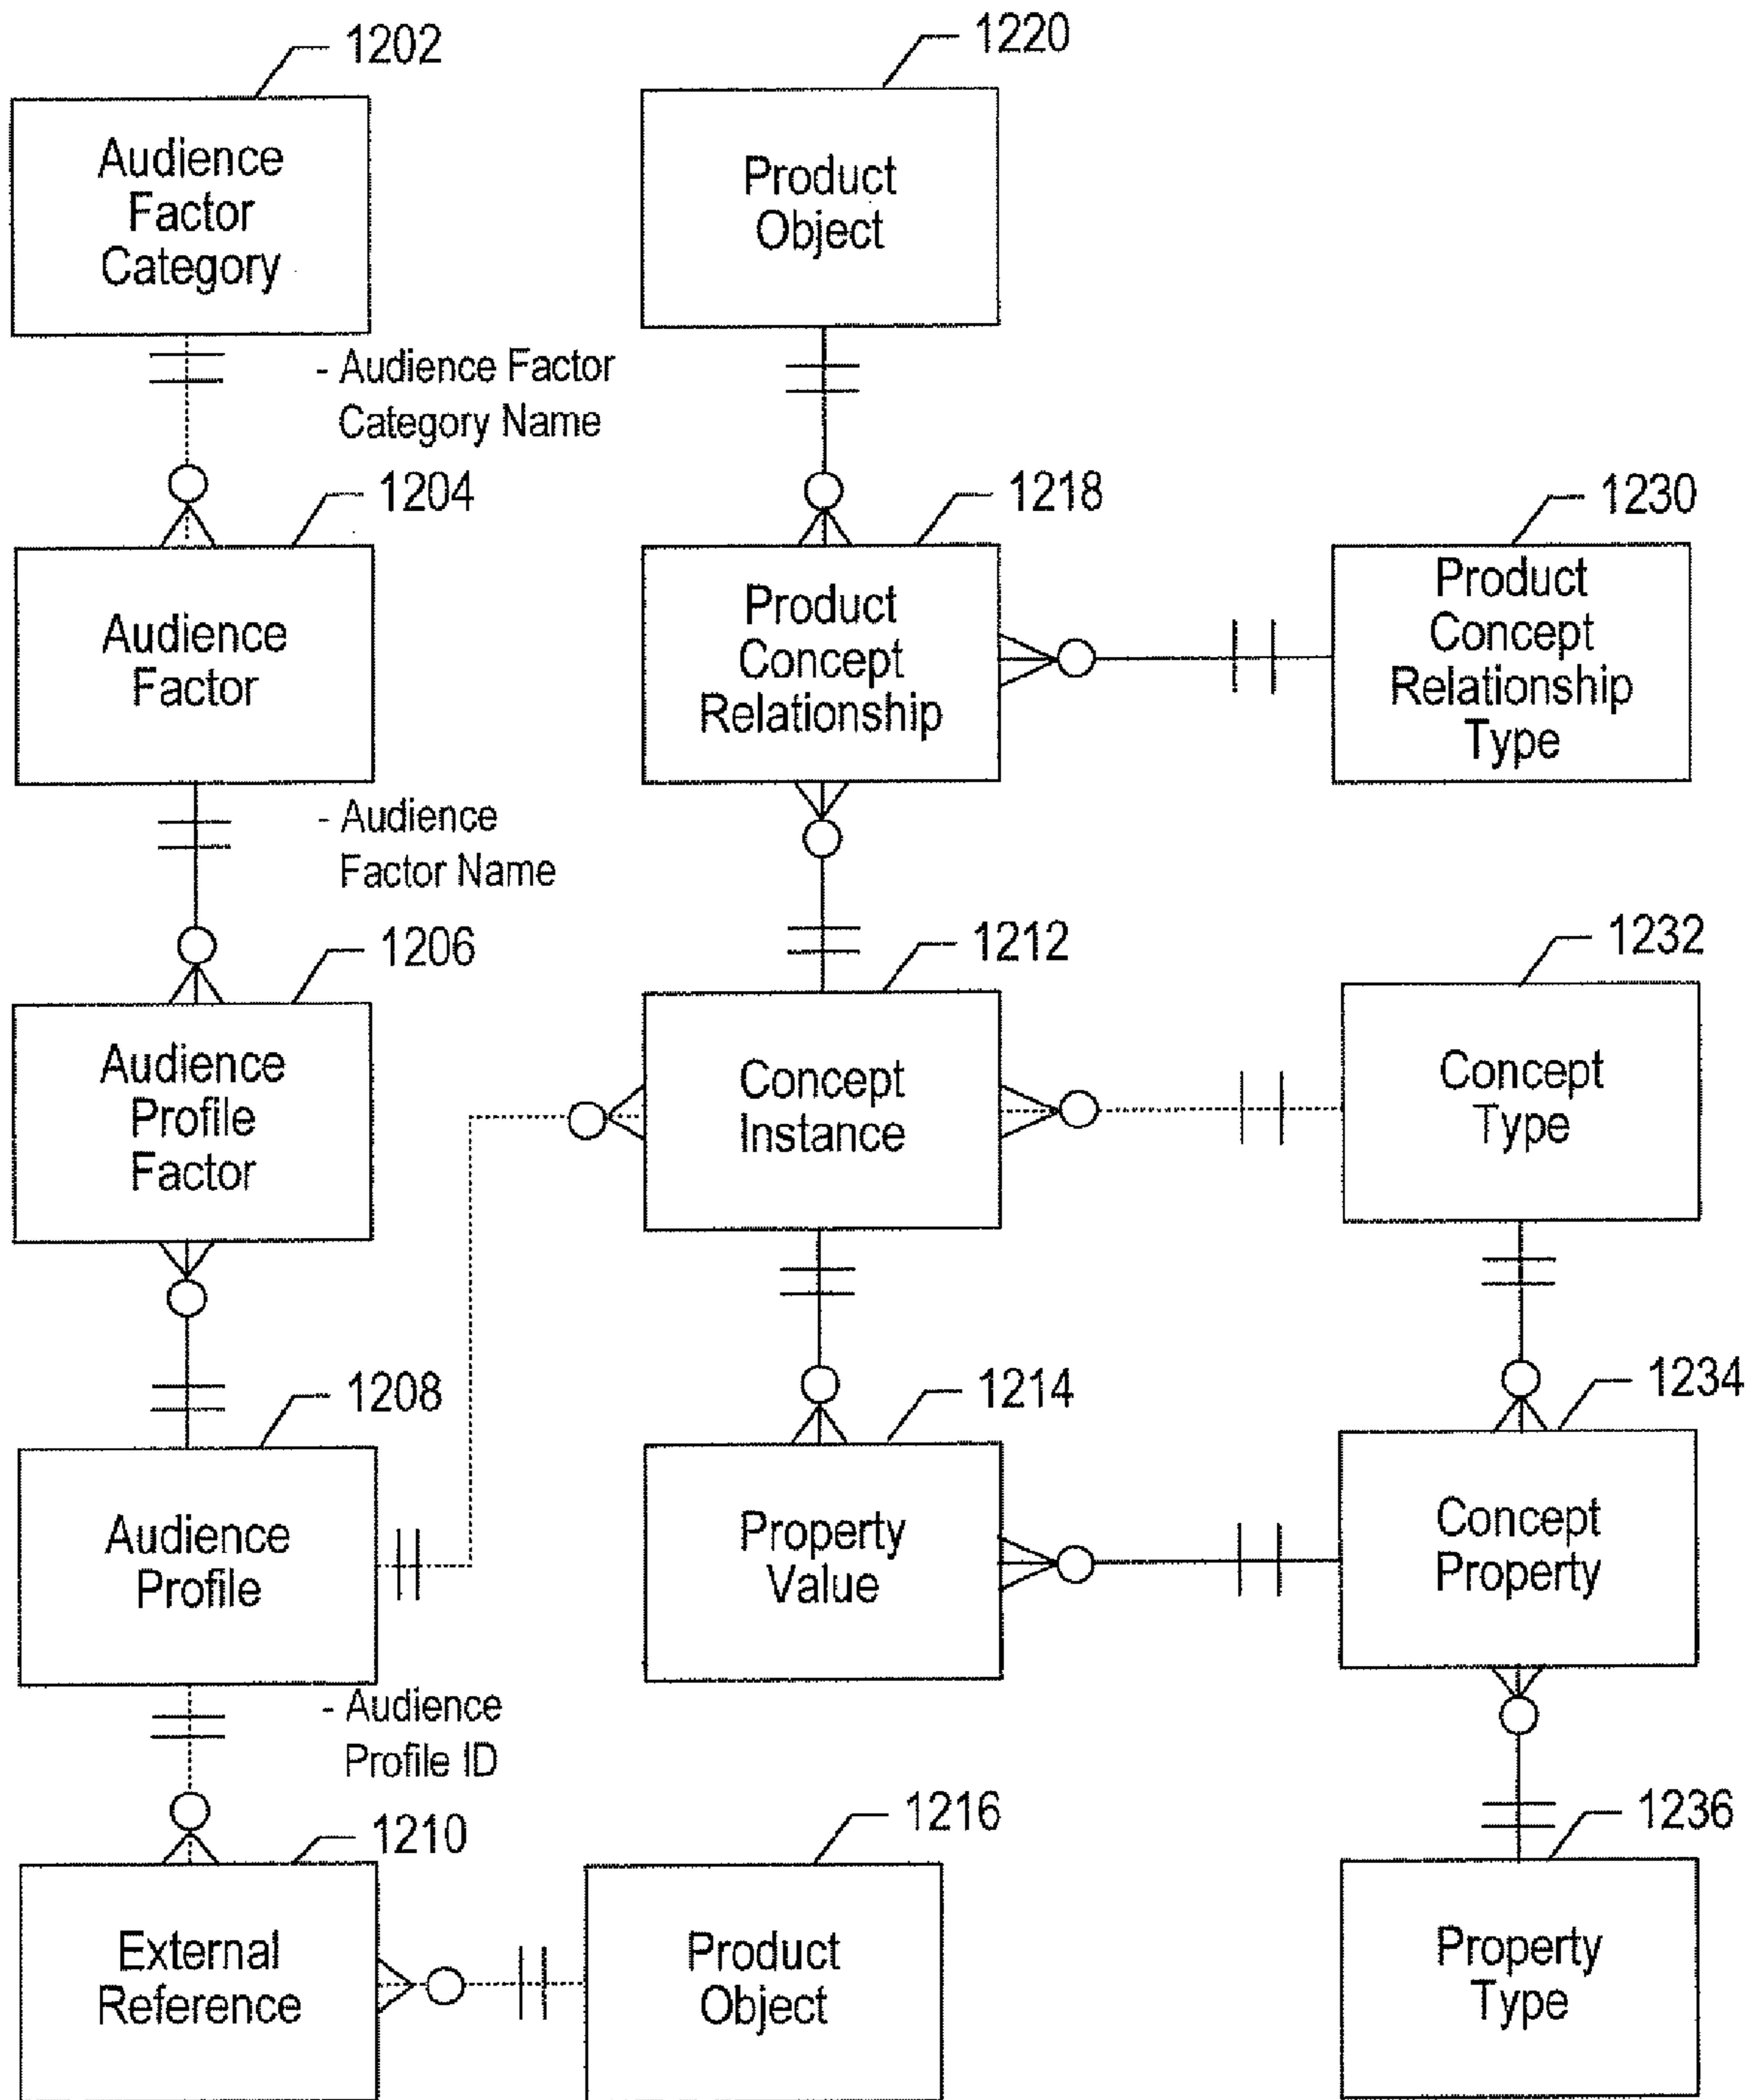 1202
Audience
Factor
Category
- Audience Factor
Category Name
1204
Audience
Factor
- Audience
Factor Name
1206
Audience
Profile
Factor
1208
Audience
Profile
- Audience
Profile ID
1210
External
Reference
1216
Product
Object
1220
Product
Object
1218
Product
Concept
Relationship
1230
Product
Concept
Relationship
Type
1212
Concept
Instance
1232
Concept
Type
1214
Property
Value
1234
Concept
Property
1236
Property
Type